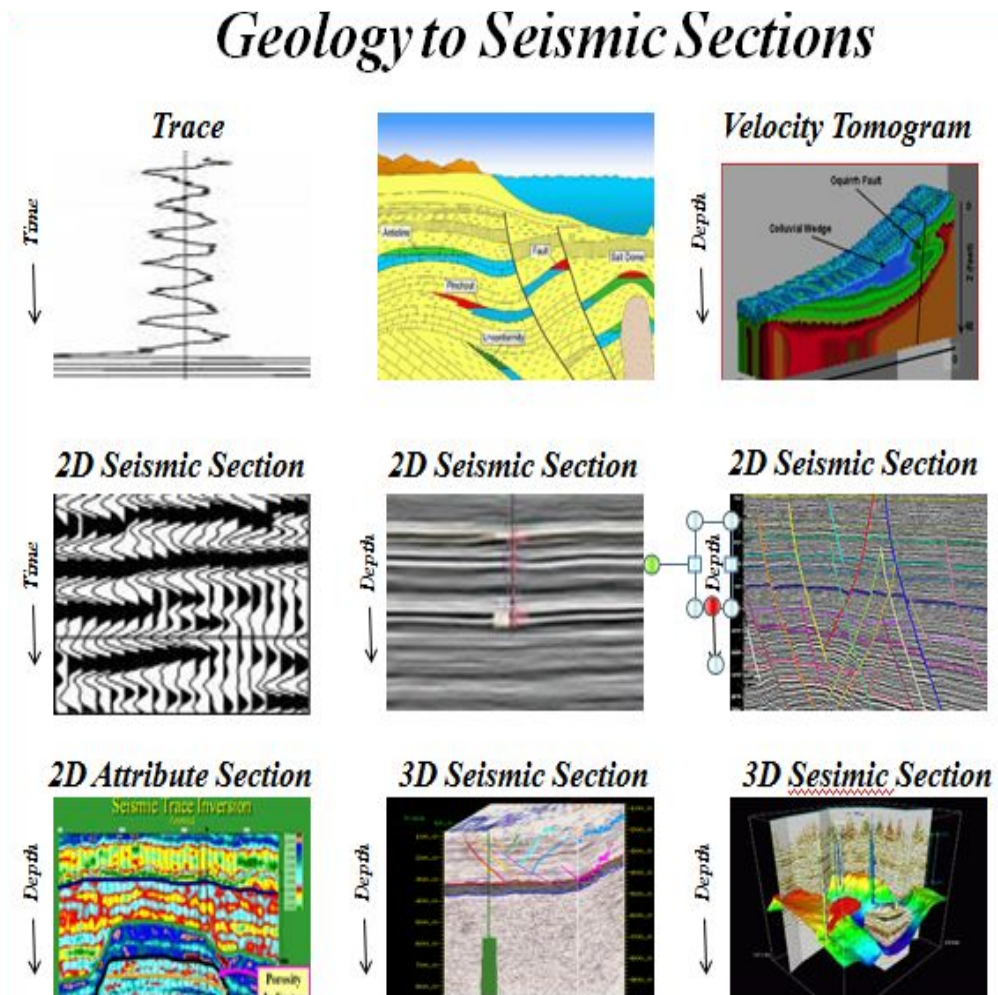 Geology to Seismic Sections
Trace
Time
Anticline
Pinchout
Unconformity
Fault
Salt Dome
Velocity Tomogram
Depth
Oquirrh Fault
Colluvial Wedge
0
0
2D Seismic Section
Time
2D Seismic Section
Depth
2D Seismic Section
Depth
2D Attribute Section
Depth
Seismic Trace Inversion
Porosity
3D Seismic Section
Depth
3D Sesimic Section
Depth